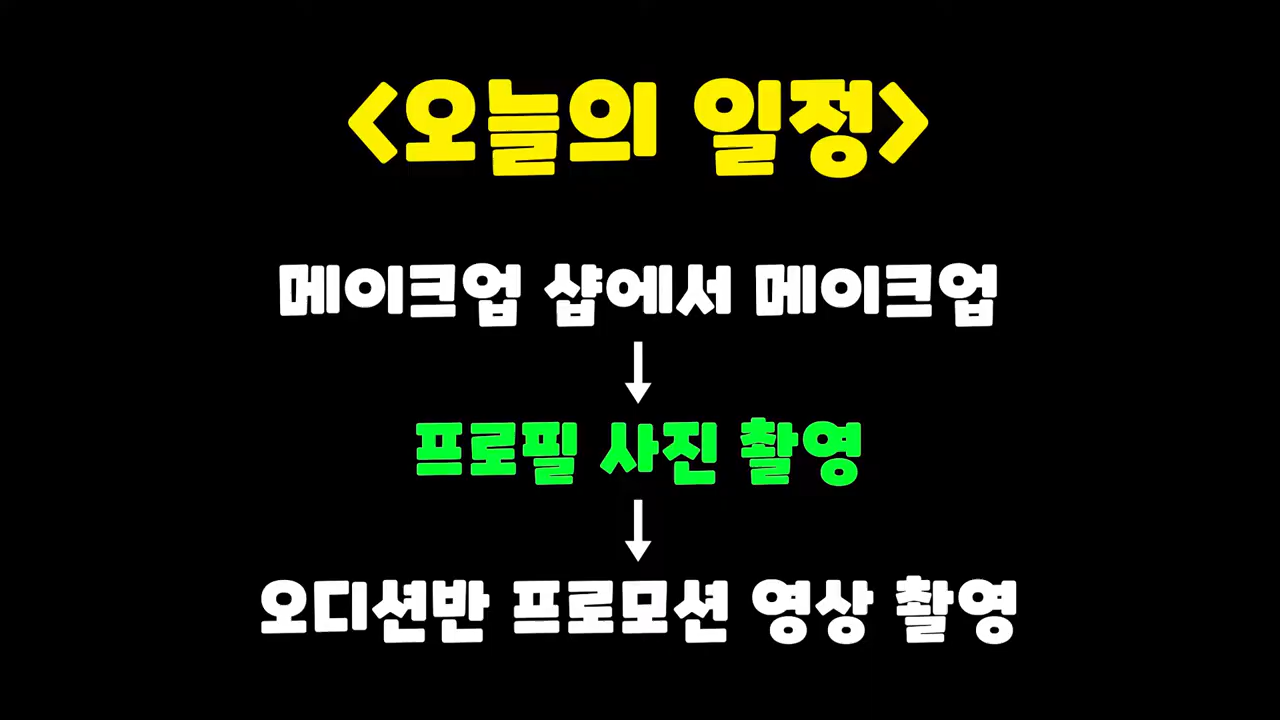 <오늘의 일정>
메이크업 샵에서 메이크업
↓
프로필 사진 촬영
↓
오디션반 프로모션 영상 촬영